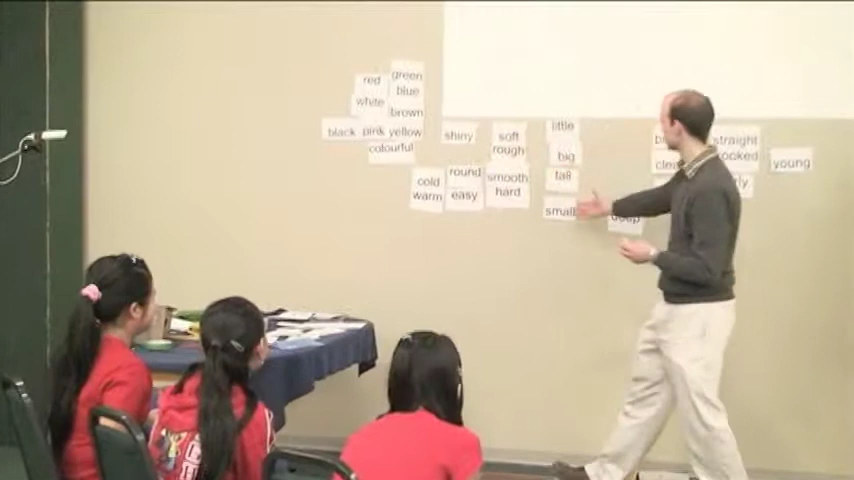 red
green
blue
white
brown
black
pink
yellow
colourful
shiny
soft
rough
little
big
cold
warm
round
easy
smooth
hard
tall
small
deep
straight
young